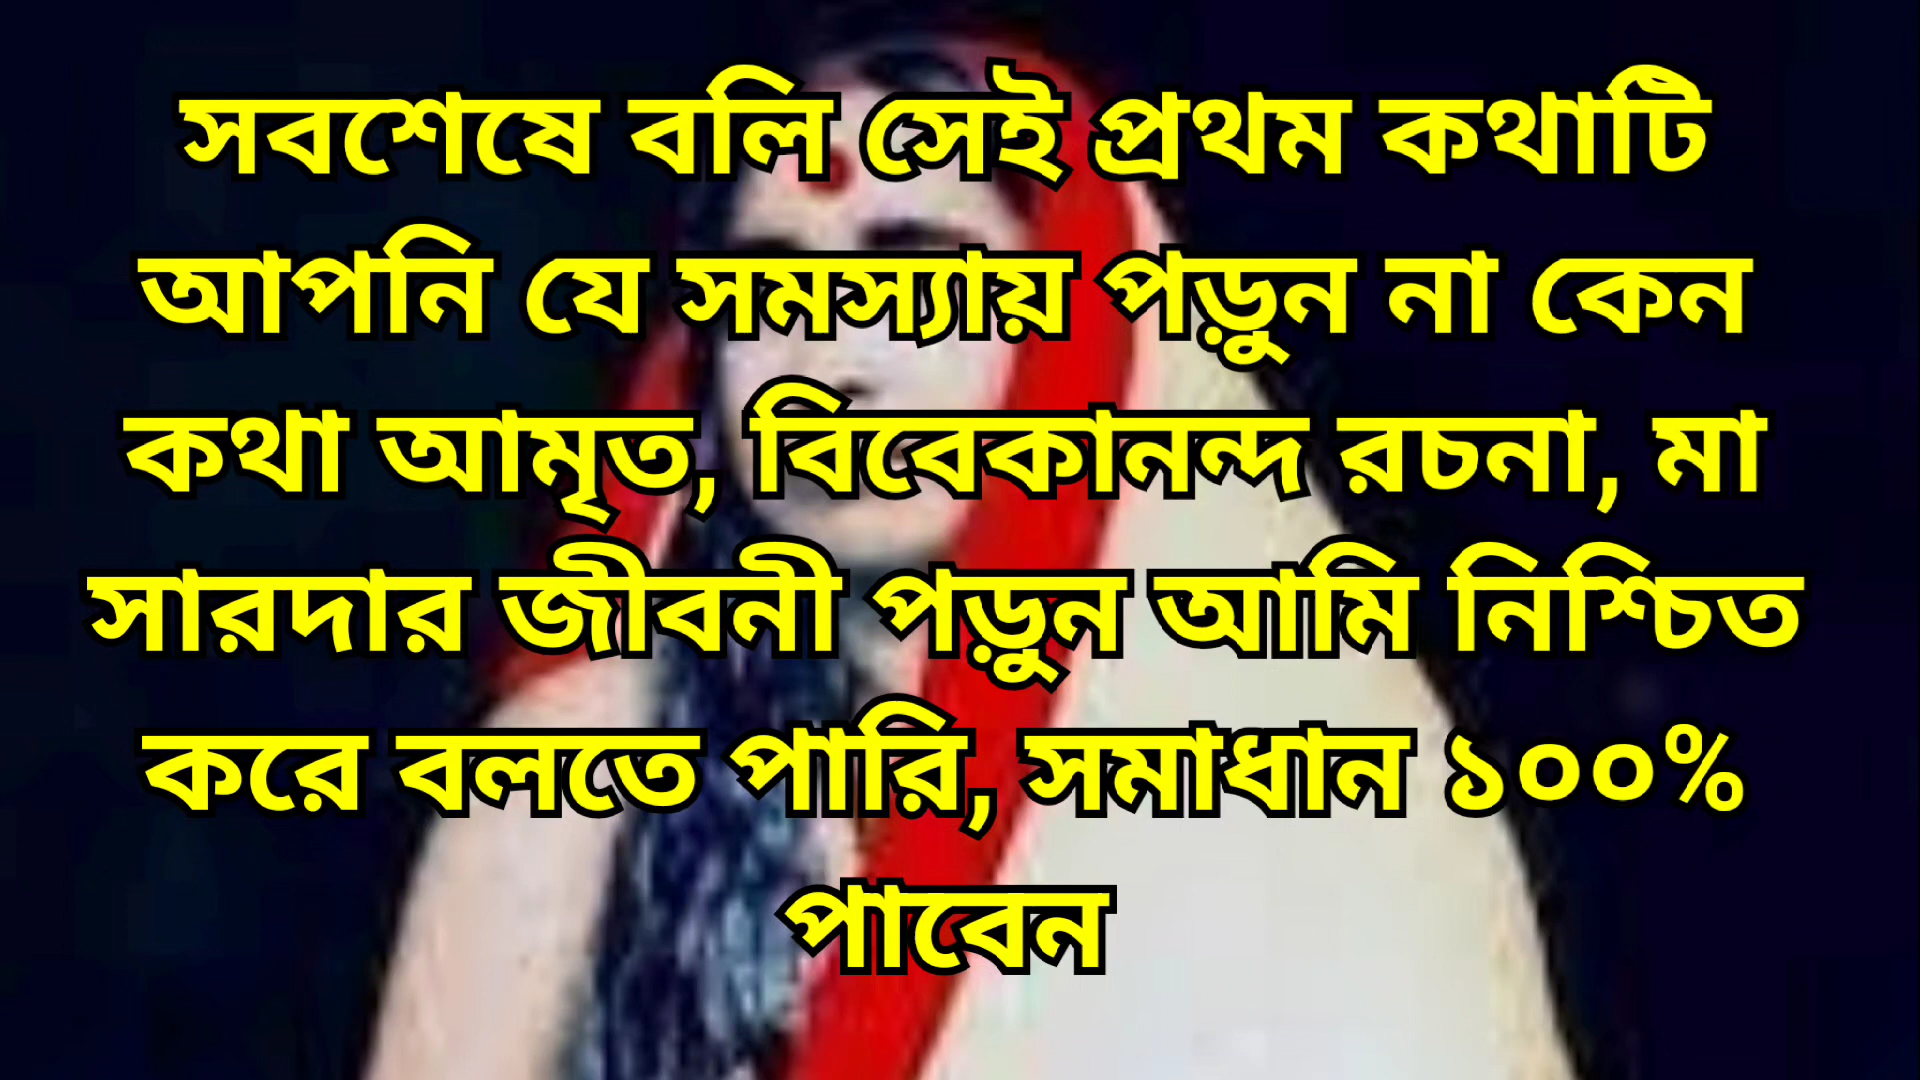 সবশেষে বলি সেই প্রথম কথাটি
আপনি যে সমস্যায় পড়ুন না কেন
কথা আমৃত, বিবেকানন্দ রচনা, মা
সারদার জীবনী পড়ুন আমি নিশ্চিত
করে বলতে পারি, সমাধান ১০০%
পাবেন